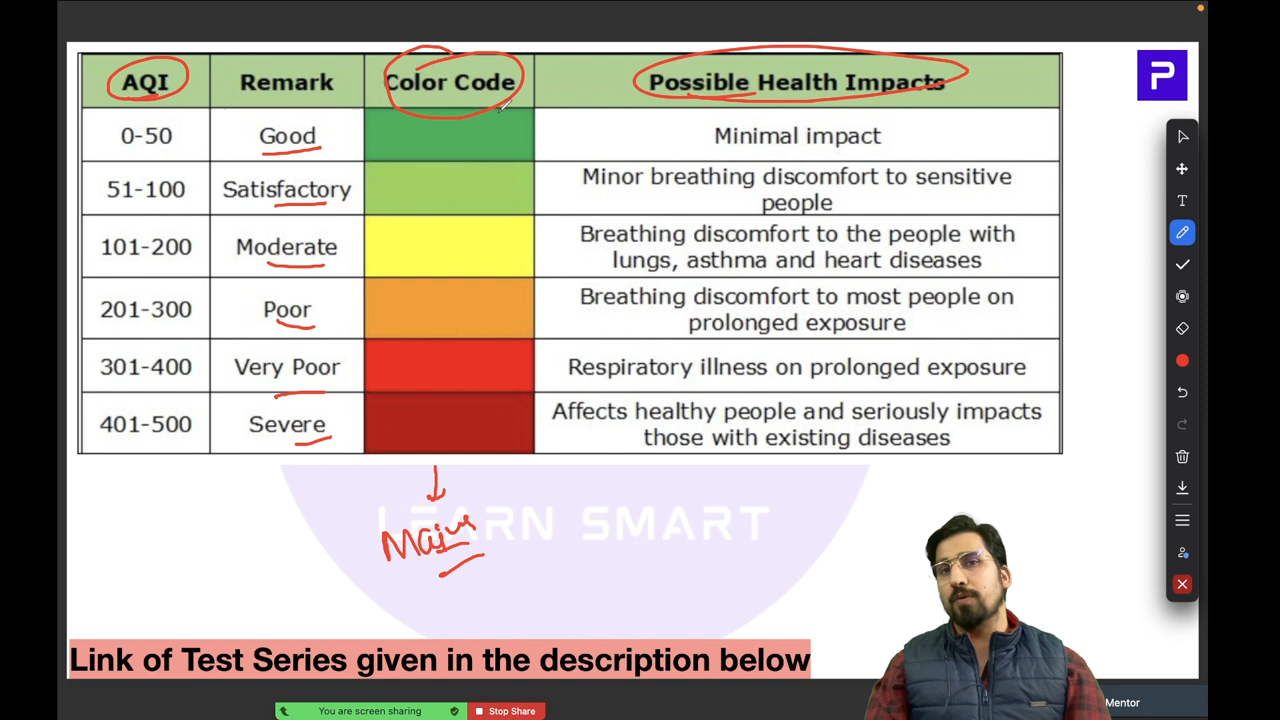 AQI Remark Color Code Possible Health Impacts
0-50 Good Minimal impact
51-100 Satisfactory Minor breathing discomfort to sensitive
people
101-200 Moderate Breathing discomfort to the people with
lungs, asthma and heart diseases
201-300 Poor Breathing discomfort to most people on
prolonged exposure
301-400 Very Poor Respiratory illness on prolonged exposure
401-500 Severe Affects healthy people and seriously impacts
those with existing diseases
LEARN SMART
Link of Test Series given in the description below
Mentor
You are screen sharing
Stop Share
P
T